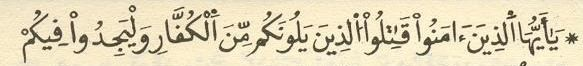 * يَٰٓأَيُّهَا ٱلَّذِينَ ءَامَنُوا۟ قَٰتِلُوا۟ ٱلَّذِينَ يَلُونَكُم مِّنَ ٱلْكُفَّارِ وَلْيَجِدُوا۟ فِيكُمْ